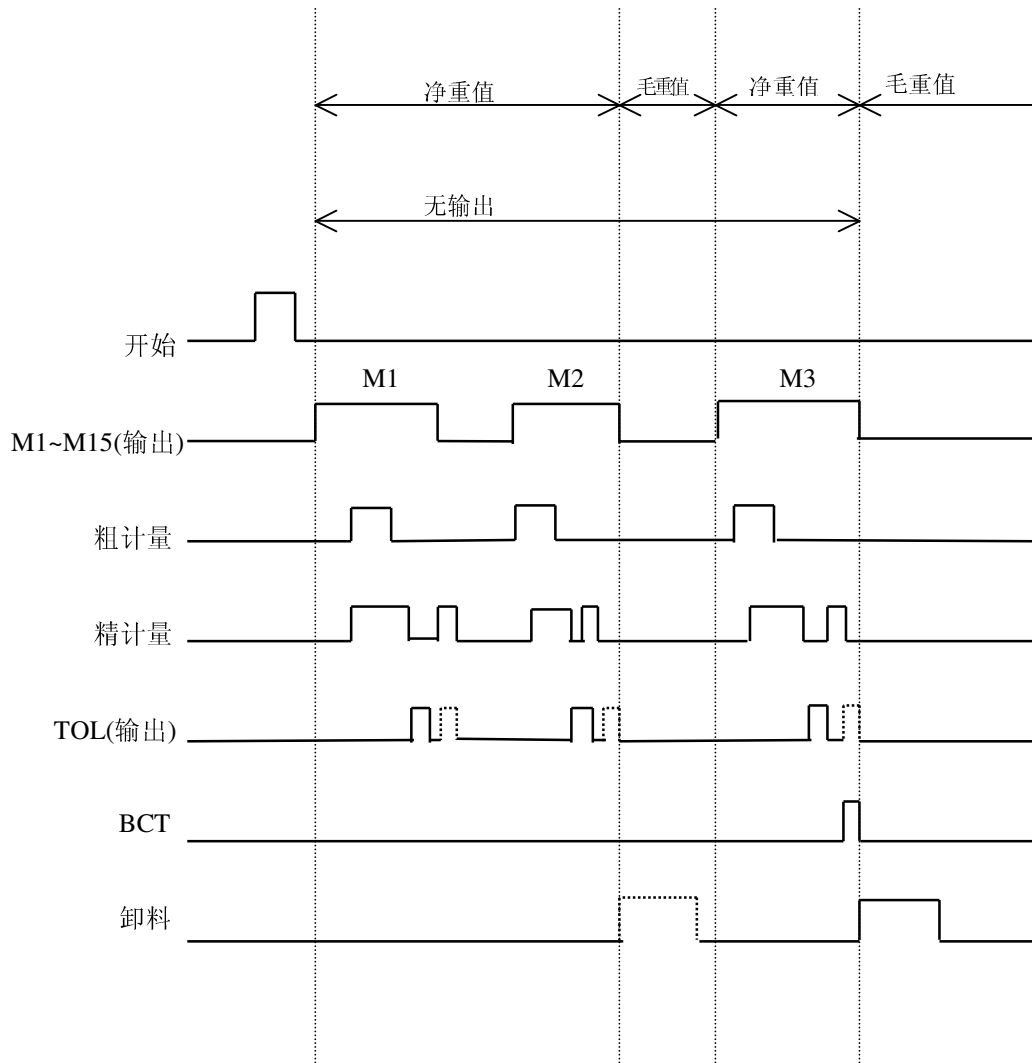 净重值
毛重值
净重值
毛重值
无输出
开始
M1
M2
M3
M1~M15(输出)
粗计量
精计量
TOL(输出)
BCT
卸料